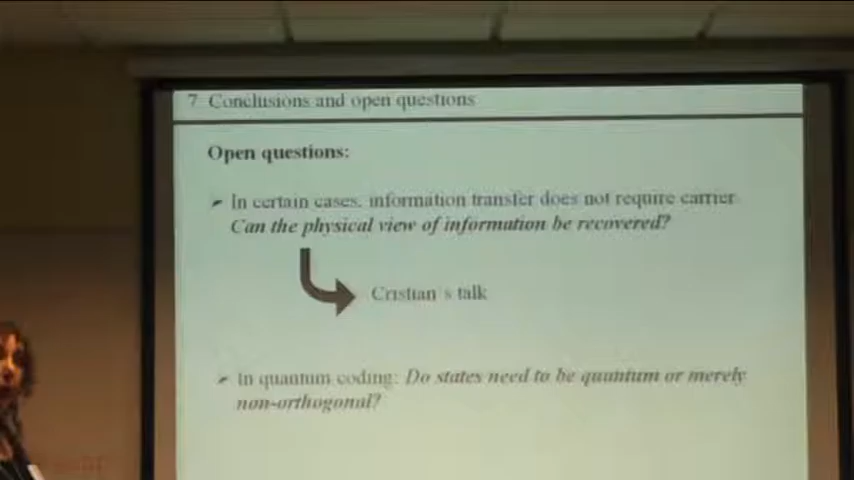 7 Conclusions and open questions
Open questions:
In certain cases, information transfer does not require carrier
Can the physical view of information be recovered?
Cristian´s talk
In quantum coding: Do states need to be quantum or merely
non-orthogonal?